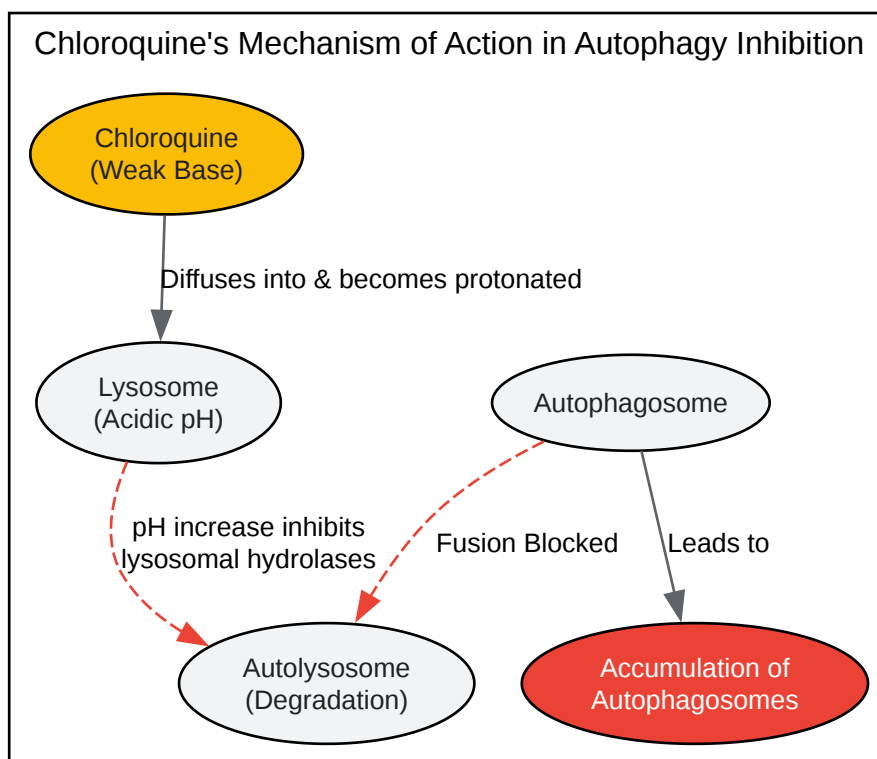 Chloroquine's Mechanism of Action in Autophagy Inhibition
Chloroquine
(Weak Base)
Diffuses into & becomes protonated
Lysosome
(Acidic pH)
Autophagosome
pH increase inhibits
lysosomal hydrolases
Fusion Blocked
Leads to
Autolysosome
(Degradation)
Accumulation of
Autophagosomes